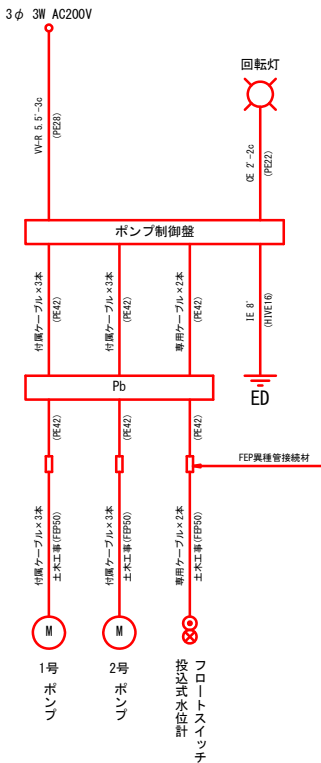 3φ 3W AC200V
回転灯
VV-R 5.5゜-3c
(PE28)
CE 2゜-2c
(PE22)
ポンプ制御盤
付属ケーブル×3本
(PE42)
付属ケーブル×3本
(PE42)
専用ケーブル×2本
(PE42)
IE 8゜
(HIVE16)
Pb
ED
(PE42)
(PE42)
(PE42)
FEP異種管接続材
付属ケーブル×3本
土木工事(FEP50)
付属ケーブル×3本
土木工事(FEP50)
専用ケーブル×2本
土木工事(FEP50)
M
M
1号
ポンプ
2号
ポンプ
フロートスイッチ
投込式水位計